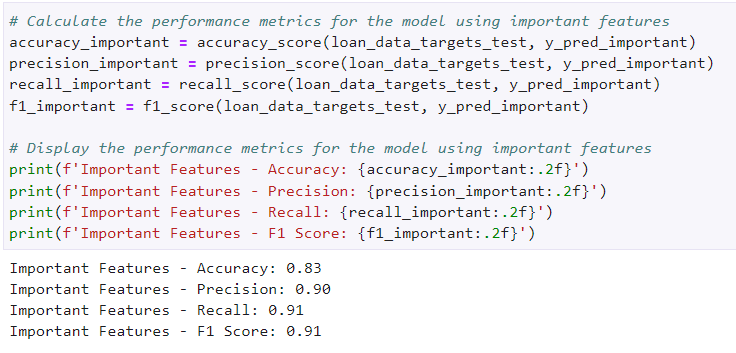 # Calculate the performance metrics for the model using important features
accuracy_important = accuracy_score(loan_data_targets_test, y_pred_important)
precision_important = precision_score(loan_data_targets_test, y_pred_important)
recall_important = recall_score(loan_data_targets_test, y_pred_important)
f1_important = f1_score(loan_data_targets_test, y_pred_important)

# Display the performance metrics for the model using important features
print(f'Important Features - Accuracy: {accuracy_important:.2f}')
print(f'Important Features - Precision: {precision_important:.2f}')
print(f'Important Features - Recall: {recall_important:.2f}')
print(f'Important Features - F1 Score: {f1_important:.2f}')

Important Features - Accuracy: 0.83
Important Features - Precision: 0.90
Important Features - Recall: 0.91
Important Features - F1 Score: 0.91